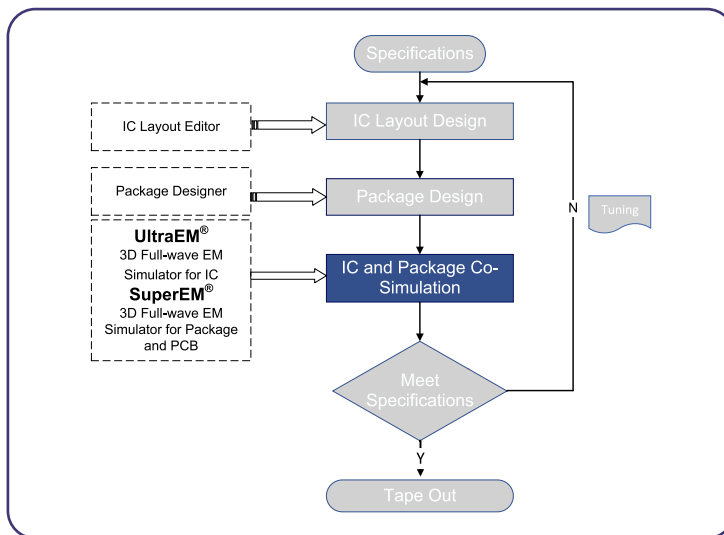 Specifications
IC Layout Editor
IC Layout Design
Package Designer
Package Design
N
Tuning
UltraEM®
3D Full-wave EM
Simulator for IC
SuperEM®
3D Full-wave EM
Simulator for Package
and PCB
IC and Package Co-
Simulation
Meet
Specifications
Y
Tape Out